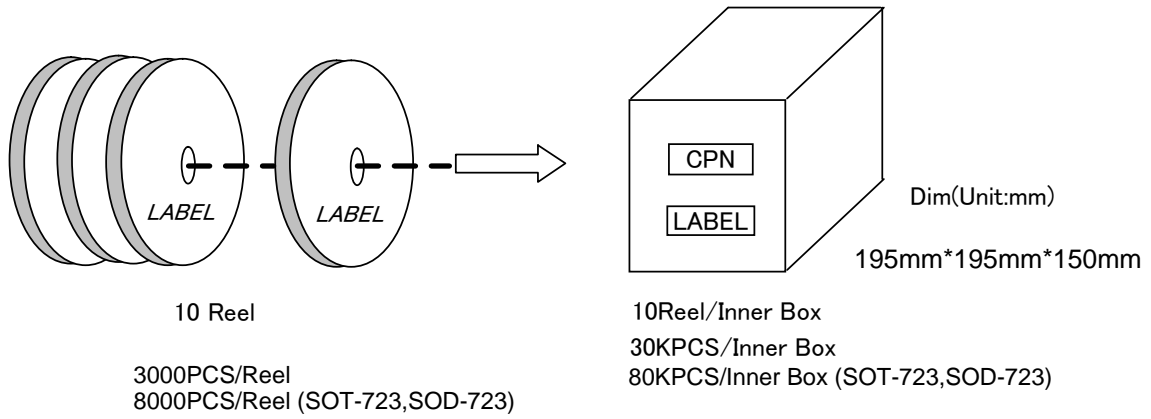 LABEL
LABEL
CPN
LABEL
Dim(Unit:mm)
195mm*195mm*150mm
10 Reel
3000PCS/Reel
8000PCS/Reel (SOT-723,SOD-723)
10Reel/Inner Box
30KPCS/Inner Box
80KPCS/Inner Box (SOT-723,SOD-723)